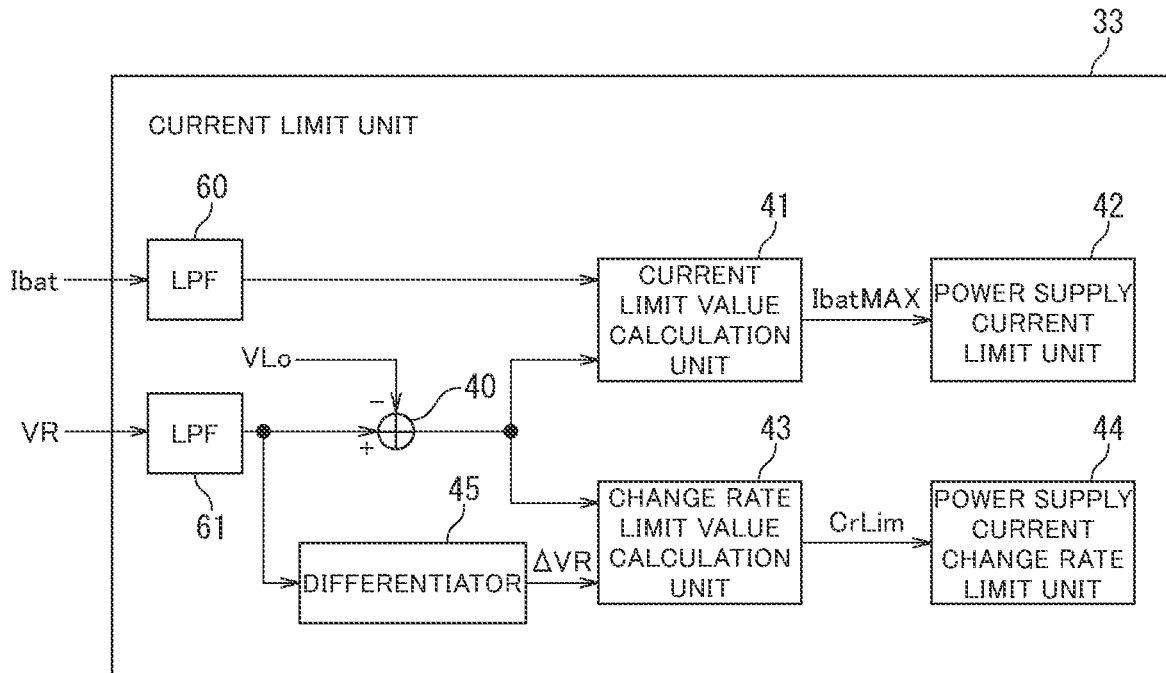 33
CURRENT LIMIT UNIT
60
41
42
Ibat
LPF
CURRENT
LIMIT VALUE
CALCULATION
UNIT
IbatMAX
POWER SUPPLY
CURRENT
LIMIT UNIT
VLo
−
40
VR
LPF
+
43
44
61
45
CHANGE RATE
LIMIT VALUE
CALCULATION
UNIT
CrLim
POWER SUPPLY
CURRENT
CHANGE RATE
LIMIT UNIT
DIFFERENTIATOR
ΔVR